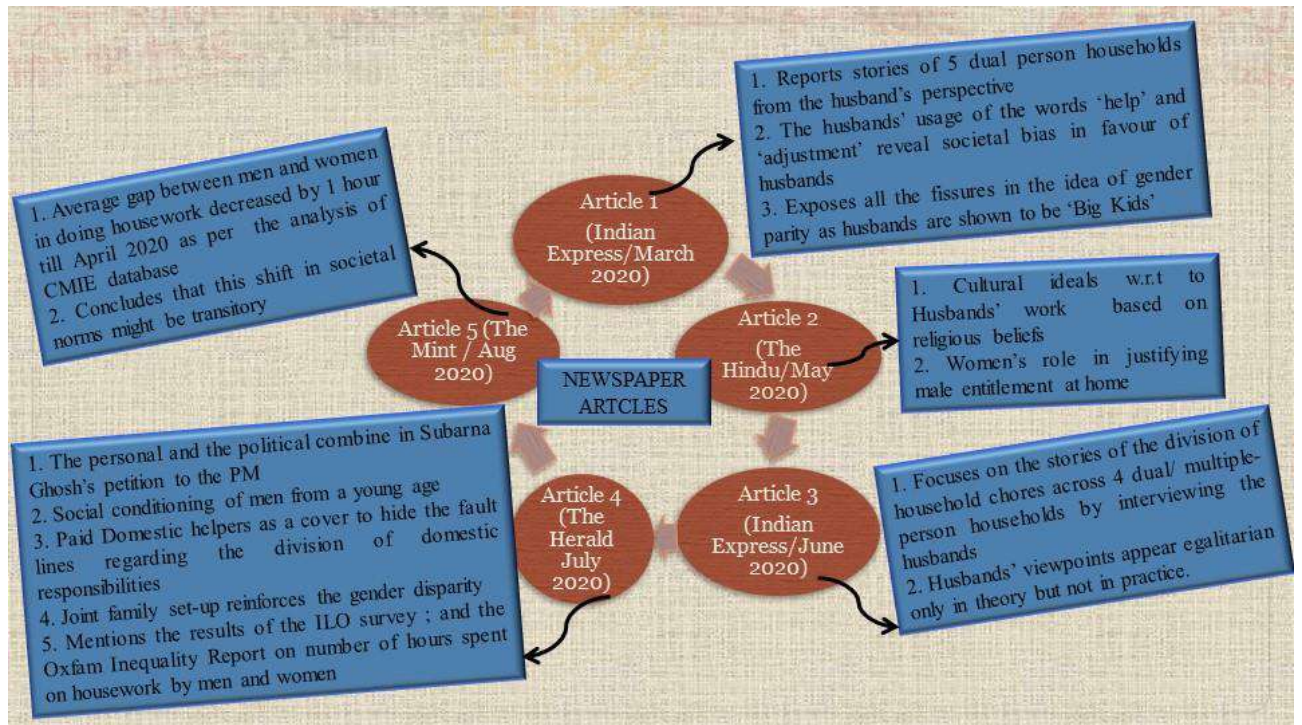 1. Reports stories of 5 dual person households
from the husband's perspective
2. The husbands' usage of the words 'help' and
'adjustment' reveal societal bias in favour of
husbands
3. Exposes all the fissures in the idea of gender
parity as husbands are shown to be 'Big Kids'
1. Average gap between men and women
in doing housework decreased by 1 hour
till April 2020 as per the analysis of
CMIE database
2. Concludes that this shift in societal
norms might be transitory
Article 1
(Indian
Express/March
2020)
1. Cultural ideals w.r.t to
Husbands' work based on
religious beliefs
2. Women's role in justifying
male entitlement at home
Article 5 (The
Mint / Aug
2020)
Article 2
(The
Hindu/May
2020)
NEWSPAPER
ARTCLES
1. The personal and the political combine in Subarna
Ghosh's petition to the PM
2. Social conditioning of men from a young age
3. Paid Domestic helpers as a cover to hide the fault
lines regarding the division of domestic
responsibilities
4. Joint family set-up reinforces the gender disparity
5. Mentions the results of the ILO survey ; and the
Oxfam Inequality Report on number of hours spent
on housework by men and women
Article 4
(The
Herald
July
2020)
Article 3
(Indian
Express/June
2020)
1. Focuses on the stories of the division of
household chores across 4 dual/ multiple-
person households by interviewing the
husbands
2. Husbands' viewpoints appear egalitarian
only in theory but not in practice.